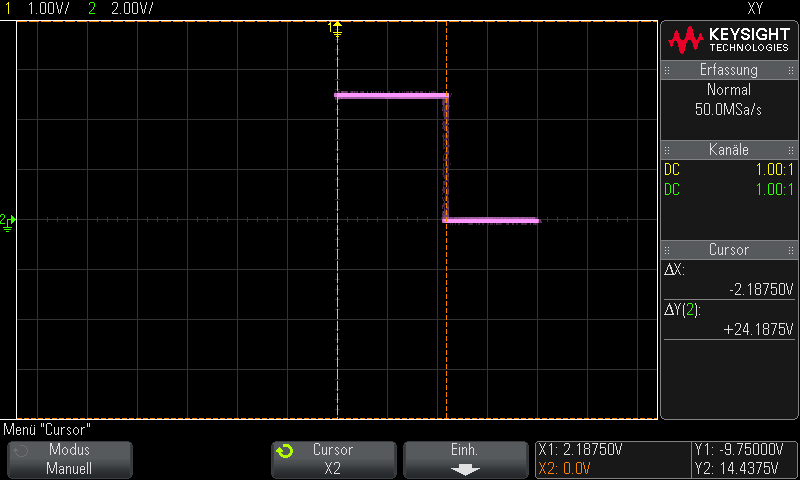 1 1.00V/ 2 2.00V/ XY
1
KEYSIGHT
TECHNOLOGIES
Erfassung
Normal
50.0MSa/s
Kanäle
DC 1.00:1
DC 1.00:1
2
Cursor
ΔX:
-2.18750V
ΔY(2):
+24.1875V
Menü "Cursor"
Modus
Manuell
Cursor
X2
Einh.
X1: 2.18750V Y1: -9.75000V
X2: 0.0V Y2: 14.4375V